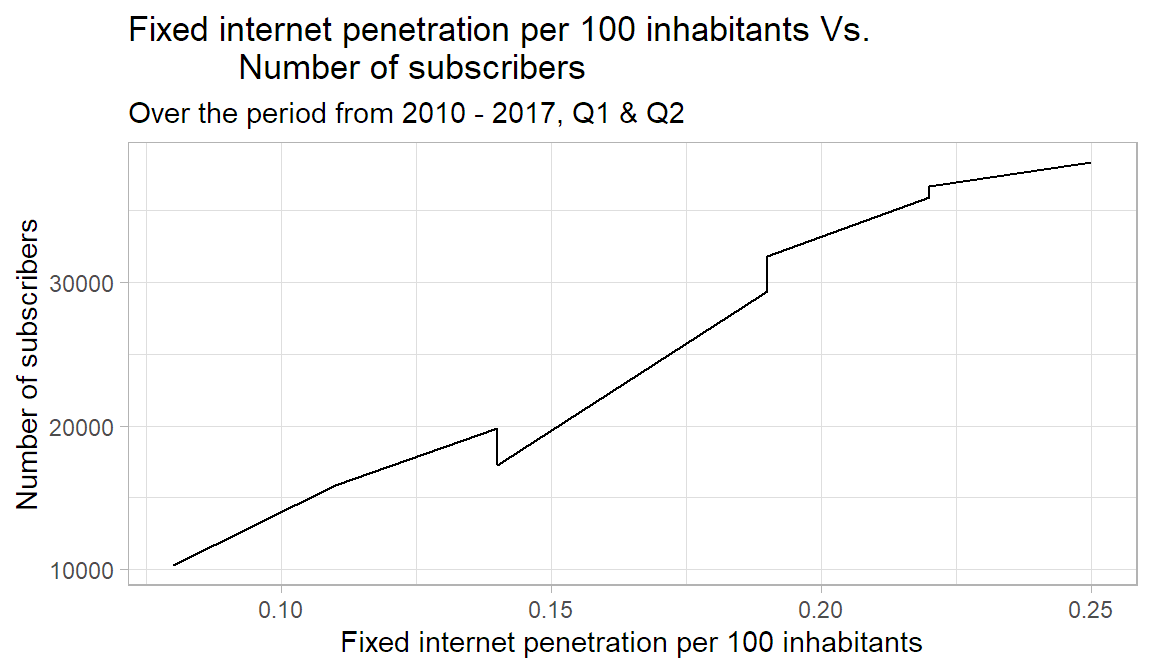 Fixed internet penetration per 100 inhabitants Vs.
Number of subscribers
Over the period from 2010 - 2017, Q1 & Q2
Number of subscribers
30000
20000
10000
0.10
0.15
0.20
0.25
Fixed internet penetration per 100 inhabitants